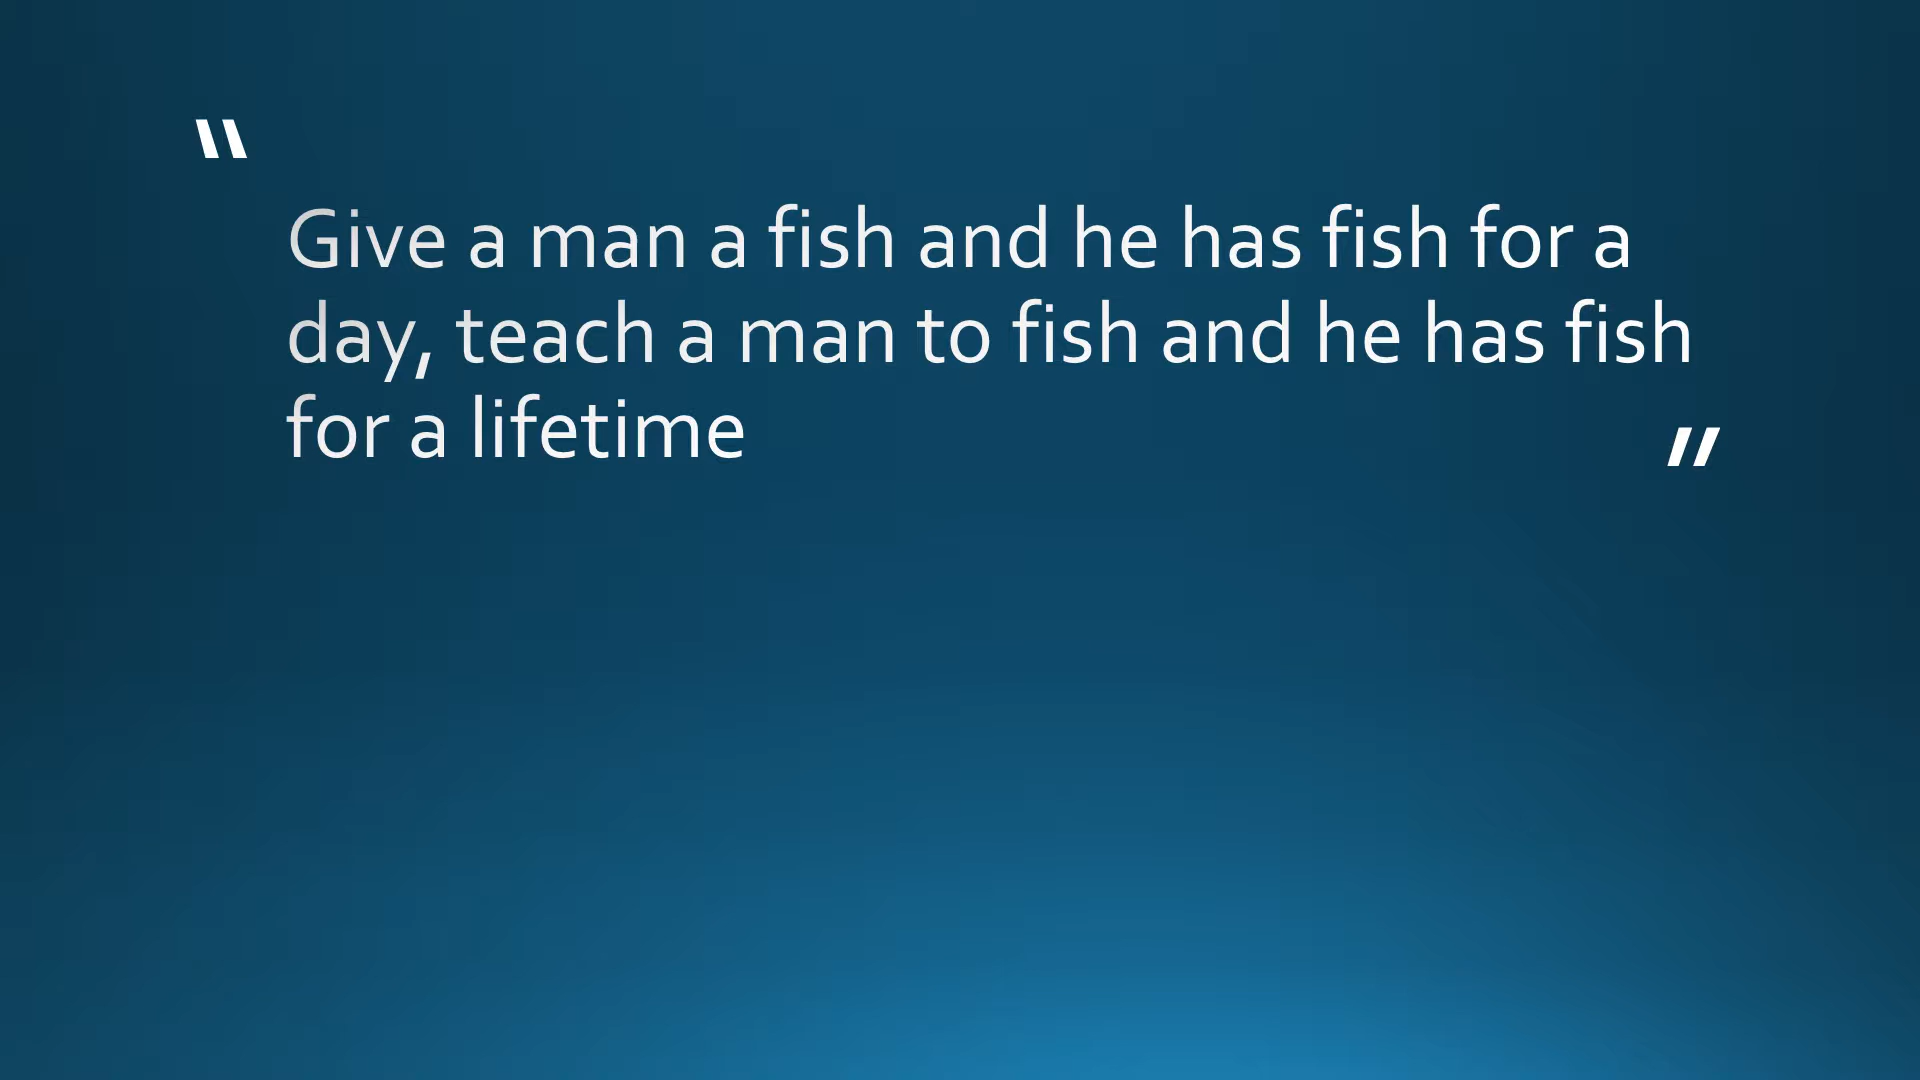 “
Give a man a fish and he has fish for a
day, teach a man to fish and he has fish
for a lifetime
”